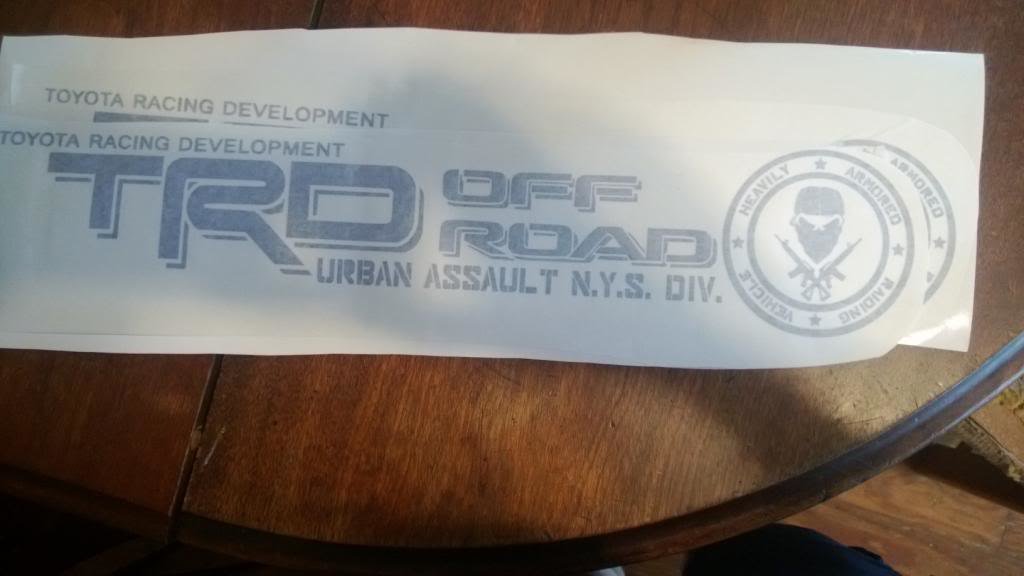 TOYOTA RACING DEVELOPMENT
TOYOTA RACING DEVELOPMENT
TRD OFF
ROAD
URBAN ASSAULT N.Y.S. DIV.
HEAVILY ARMORED
VEHICLE RAIDING
ARMORED